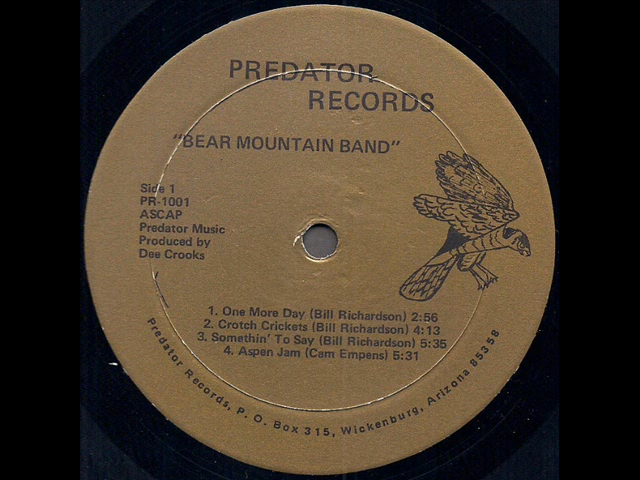 PREDATOR
RECORDS
"BEAR MOUNTAIN BAND"
Side 1
PR-1001
ASCAP
Predator Music
Produced by
Dee Crooks
1. One More Day (Bill Richardson) 2:56
2. Crotch Crickets (Bill Richardson) 4:13
3. Somethin' To Say (Bill Richardson) 5:35
4. Aspen Jam (Cam Empens) 5:31
Predator Records, P. O. Box 315, Wickenburg, Arizona 85358